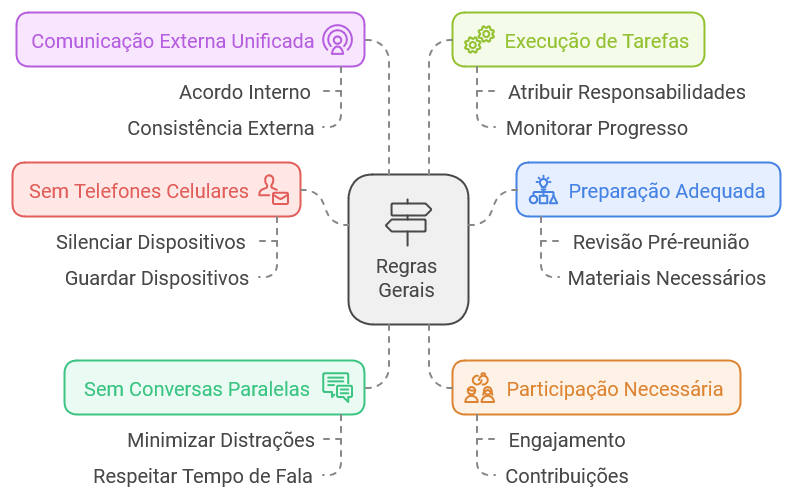 Comunicação Externa Unificada
Acordo Interno
Consistência Externa
Execução de Tarefas
Atribuir Responsabilidades
Monitorar Progresso
Sem Telefones Celulares
Silenciar Dispositivos
Guardar Dispositivos
Preparação Adequada
Revisão Pré-reunião
Materiais Necessários
Regras
Gerais
Sem Conversas Paralelas
Minimizar Distrações
Respeitar Tempo de Fala
Participação Necessária
Engajamento
Contribuições